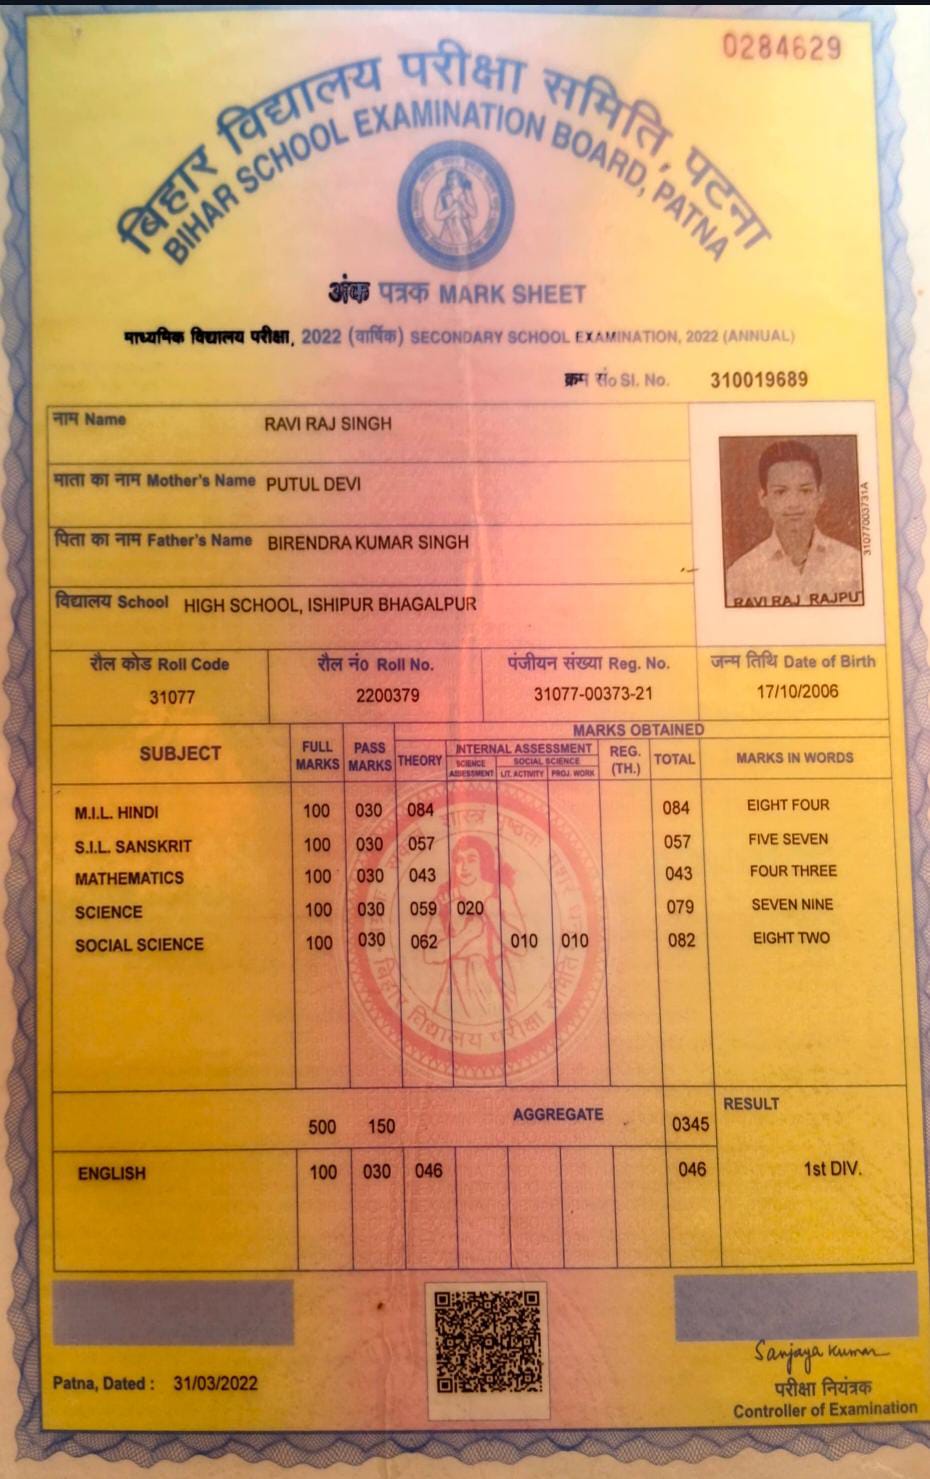 0284629
बिहार विद्यालय परीक्षा समिति, पटना
BIHAR SCHOOL EXAMINATION BOARD, PATNA
अंक पत्रक MARK SHEET
माध्यमिक विद्यालय परीक्षा, 2022 (वार्षिक) SECONDARY SCHOOL EXAMINATION, 2022 (ANNUAL)
क्रम सं० Sl. No. 310019689
नाम Name RAVI RAJ SINGH
माता का नाम Mother's Name PUTUL DEVI
पिता का नाम Father's Name BIRENDRA KUMAR SINGH
विद्यालय School HIGH SCHOOL, ISHIPUR BHAGALPUR
31077003731A
RAVI RAJ RAJPU
रौल कोड Roll Code रौल नं० Roll No. पंजीयन संख्या Reg. No. जन्म तिथि Date of Birth
31077 2200379 31077-00373-21 17/10/2006
MARKS OBTAINED
SUBJECT FULL MARKS PASS MARKS THEORY INTERNAL ASSESSMENT REG. (TH.) TOTAL MARKS IN WORDS
SCIENCE ASSESSMENT SOCIAL SCIENCE
LIT. ACTIVITY PROJ. WORK
M.I.L. HINDI 100 030 084 084 EIGHT FOUR
S.I.L. SANSKRIT 100 030 057 057 FIVE SEVEN
MATHEMATICS 100 030 043 043 FOUR THREE
SCIENCE 100 030 059 020 079 SEVEN NINE
SOCIAL SCIENCE 100 030 062 010 010 082 EIGHT TWO
बिहार विद्यालय परीक्षा समिति
500 150 AGGREGATE 0345 RESULT
ENGLISH 100 030 046 046 1st DIV.
Sanjaya Kumar
Patna, Dated : 31/03/2022
परीक्षा नियंत्रक
Controller of Examination